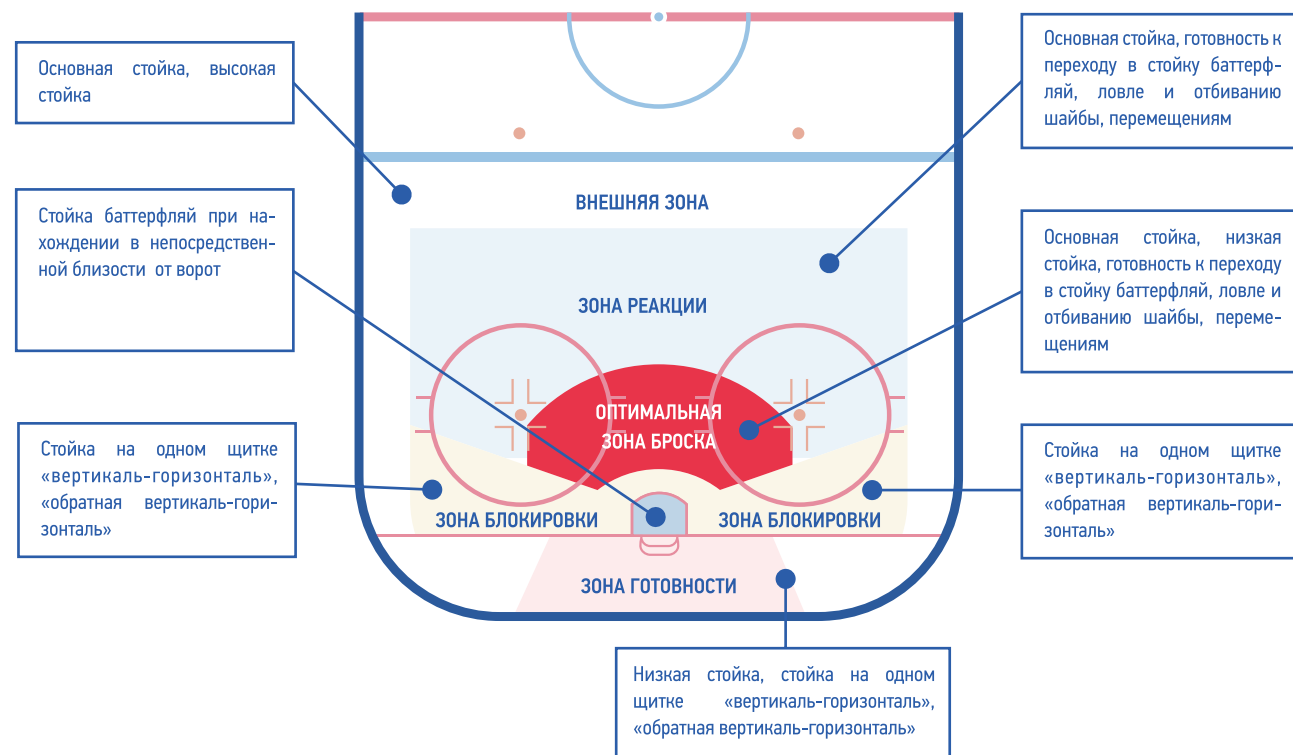 Основная стойка, высокая
стойка
Стойка баттерфляй при на-
хождении в непосредствен-
ной близости от ворот
Стойка на одном щитке
«вертикаль-горизонталь»,
«обратная вертикаль-гори-
зонталь»
ВНЕШНЯЯ ЗОНА
ЗОНА РЕАКЦИИ
ОПТИМАЛЬНАЯ
ЗОНА БРОСКА
ЗОНА БЛОКИРОВКИ
ЗОНА БЛОКИРОВКИ
ЗОНА ГОТОВНОСТИ
Основная стойка, готовность к
переходу в стойку баттерф-
ляй, ловле и отбиванию
шайбы, перемещениям
Основная стойка, низкая
стойка, готовность к переходу
в стойку баттерфляй, ловле и
отбиванию шайбы, переме-
щениям
Стойка на одном щитке
«вертикаль-горизонталь»,
«обратная вертикаль-гори-
зонталь»
Низкая стойка, стойка на одном
щитке «вертикаль-горизонталь»,
«обратная вертикаль-горизонталь»